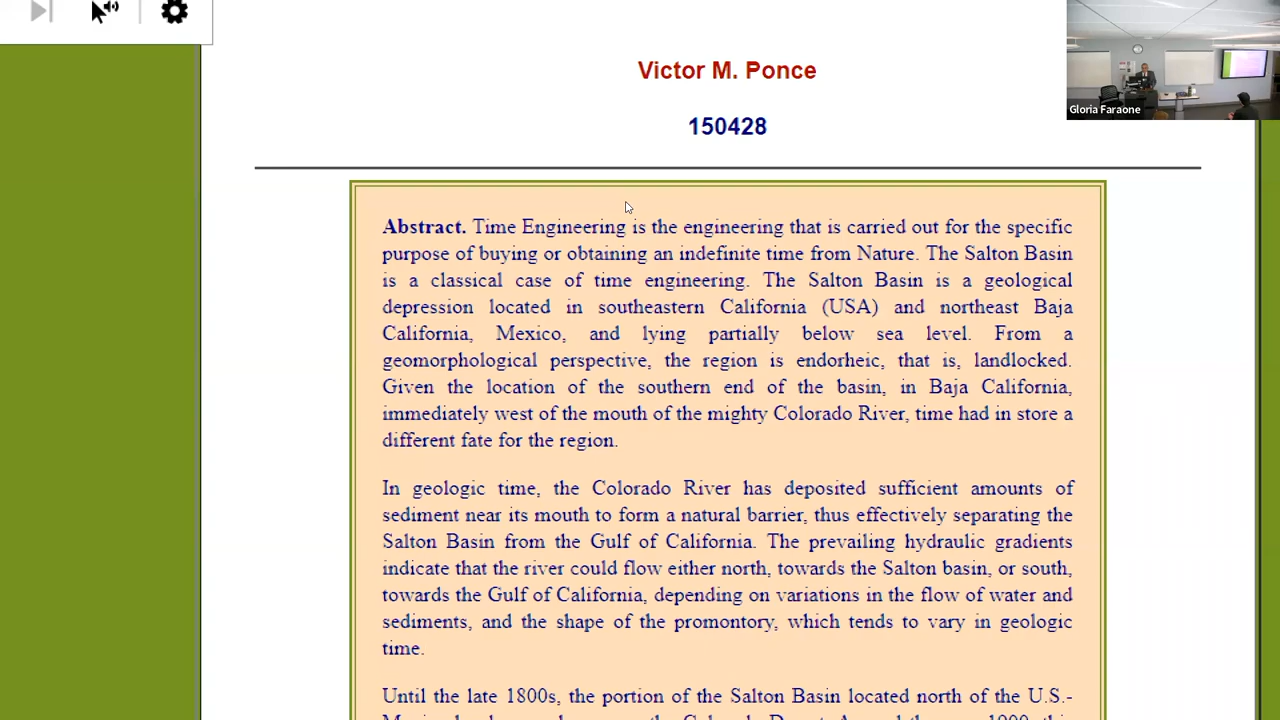 Victor M. Ponce
Gloria Faraone
150428
Abstract. Time Engineering is the engineering that is carried out for the specific
purpose of buying or obtaining an indefinite time from Nature. The Salton Basin
is a classical case of time engineering. The Salton Basin is a geological
depression located in southeastern California (USA) and northeast Baja
California, Mexico, and lying partially below sea level. From a
geomorphological perspective, the region is endorheic, that is, landlocked.
Given the location of the southern end of the basin, in Baja California,
immediately west of the mouth of the mighty Colorado River, time had in store a
different fate for the region.
In geologic time, the Colorado River has deposited sufficient amounts of
sediment near its mouth to form a natural barrier, thus effectively separating the
Salton Basin from the Gulf of California. The prevailing hydraulic gradients
indicate that the river could flow either north, towards the Salton basin, or south,
towards the Gulf of California, depending on variations in the flow of water and
sediments, and the shape of the promontory, which tends to vary in geologic
time.
Until the late 1800s, the portion of the Salton Basin located north of the U.S.-